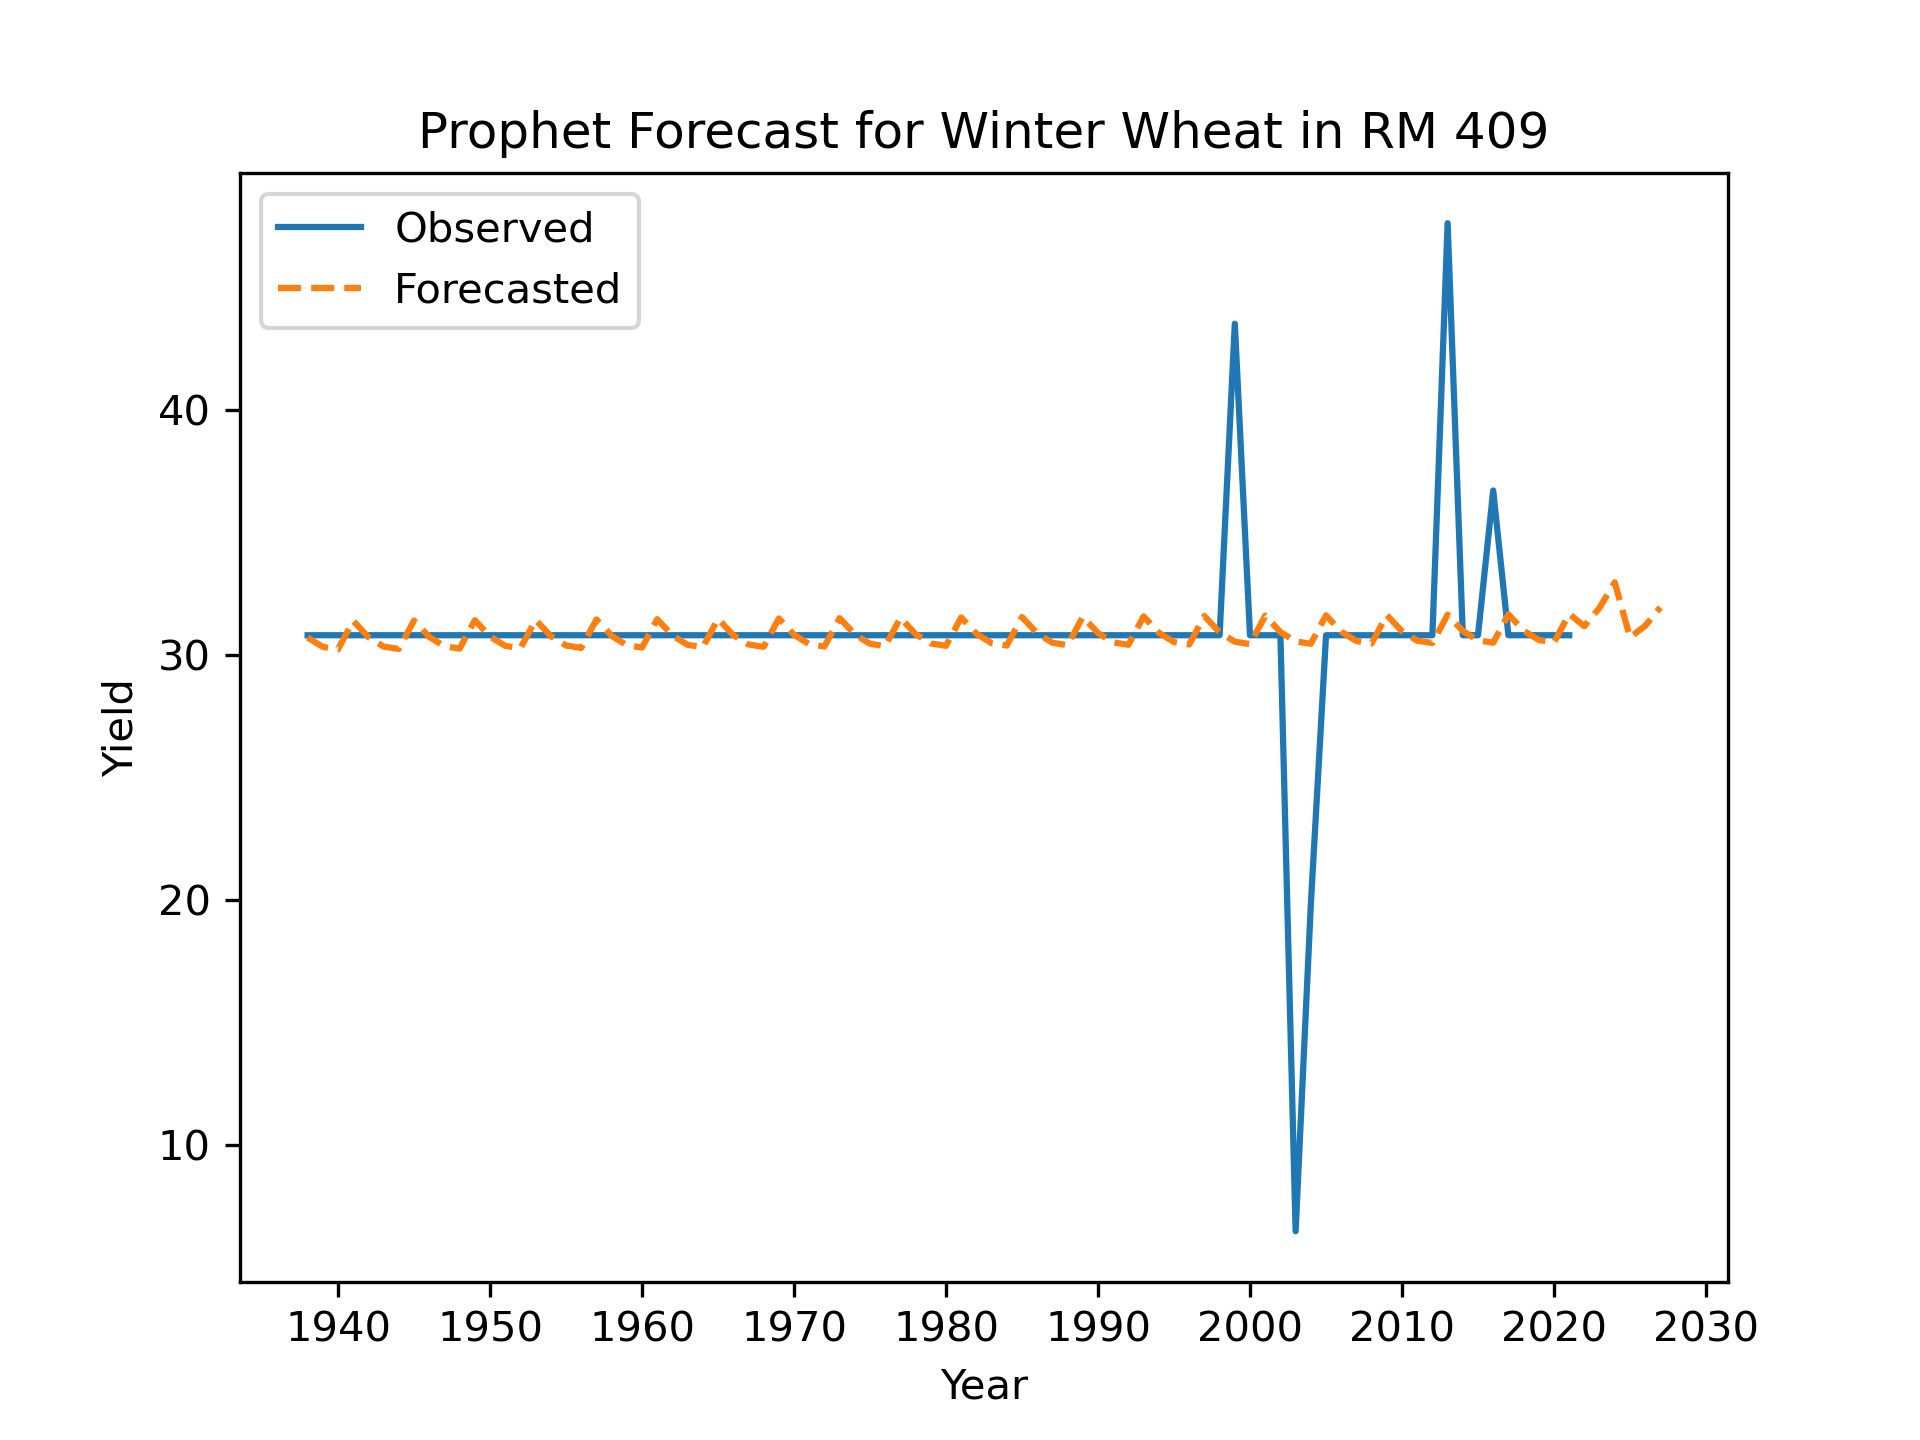 Prophet Forecast for Winter Wheat in RM 409
Observed
Forecasted
40
30
20
10
Yield
1940 1950 1960 1970 1980 1990 2000 2010 2020 2030
Year